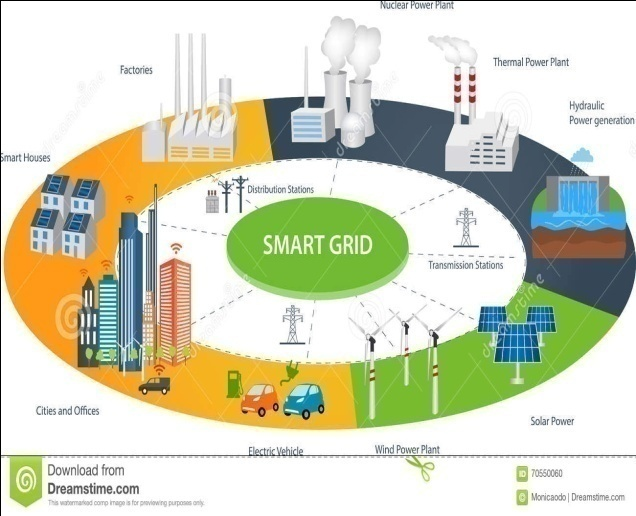 Nuclear Power Plant
Factories
Thermal Power Plant
Hydraulic
Power generation
Smart Houses
Distribution Stations
SMART GRID
Transmission Stations
Cities and Offices
Solar Power
Electric Vehicle
Wind Power Plant
Download from
Dreamstime.com
This watermarked comp image is for previewing purposes only.
ID 70550060
Monicaodo | Dreamstime.com
dreamstime